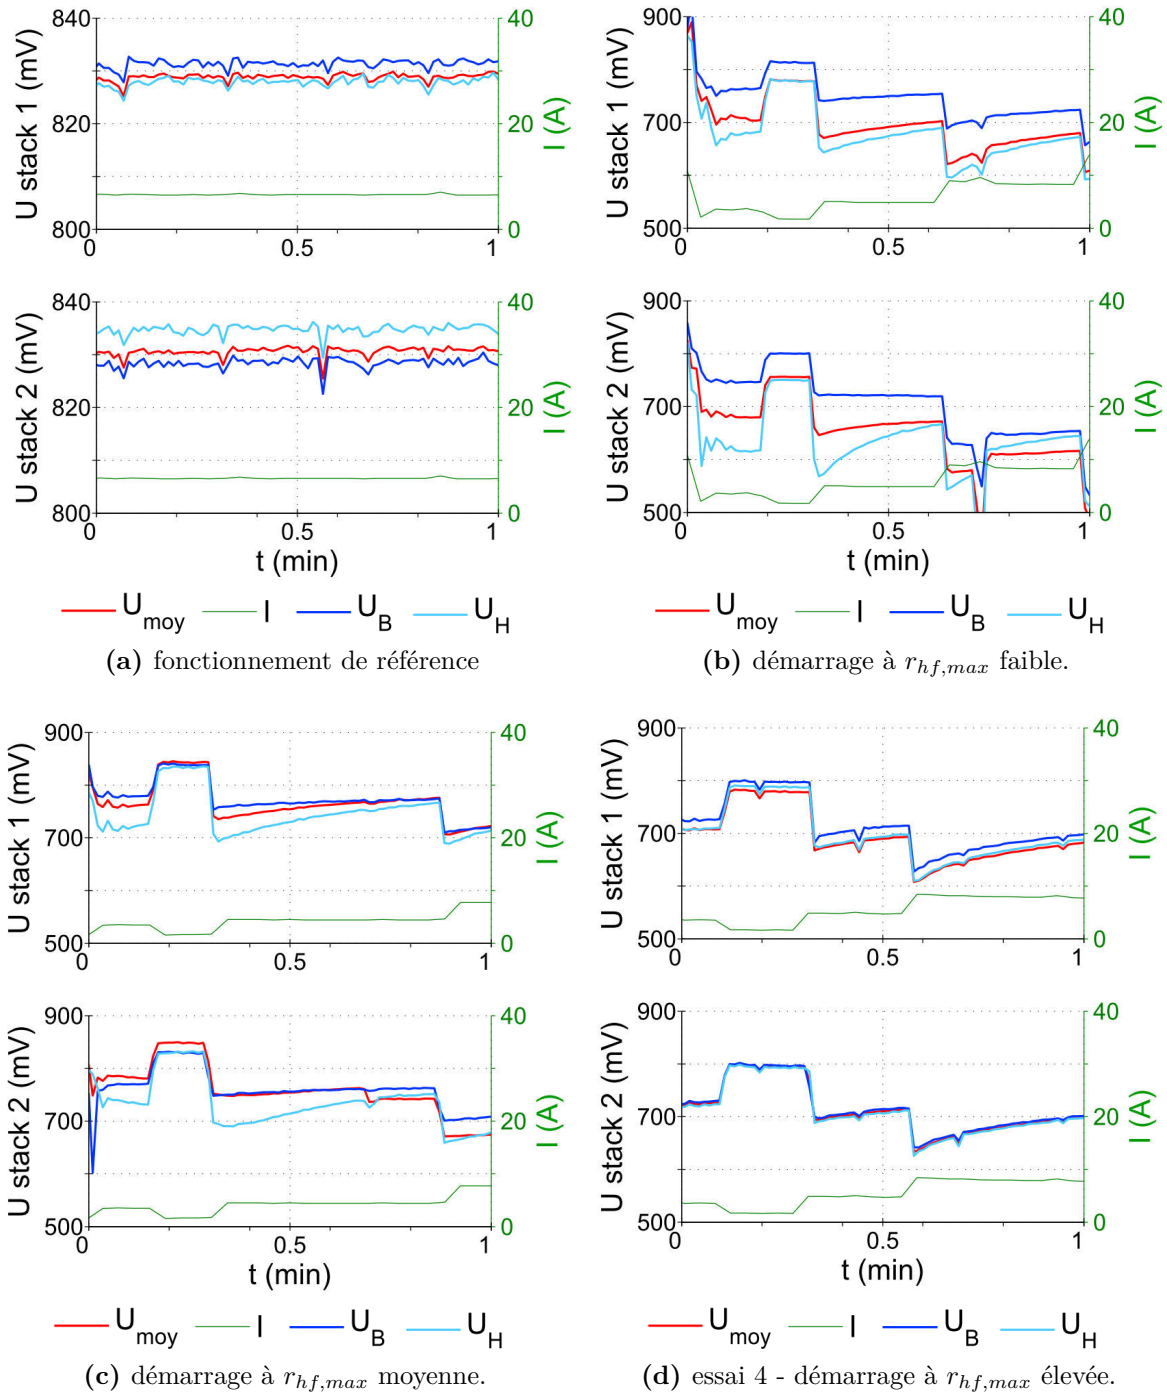 840
820
800
U stack 1 (mV)
40
20
0
I (A)
0
0.5
1
840
820
800
U stack 2 (mV)
40
20
0
I (A)
0
0.5
1
t (min)
U_moy I U_B U_H
(a) fonctionnement de référence
900
700
500
U stack 1 (mV)
40
20
0
I (A)
0
0.5
1
900
700
500
U stack 2 (mV)
40
20
0
I (A)
0
0.5
1
t (min)
U_moy I U_B U_H
(b) démarrage à r_hf,max faible.
900
700
500
U stack 1 (mV)
40
20
0
I (A)
0
0.5
1
900
700
500
U stack 2 (mV)
40
20
0
I (A)
0
0.5
1
t (min)
U_moy I U_B U_H
(c) démarrage à r_hf,max moyenne.
900
700
500
U stack 1 (mV)
40
20
0
I (A)
0
0.5
1
900
700
500
U stack 2 (mV)
40
20
0
I (A)
0
0.5
1
t (min)
U_moy I U_B U_H
(d) essai 4 - démarrage à r_hf,max élevée.